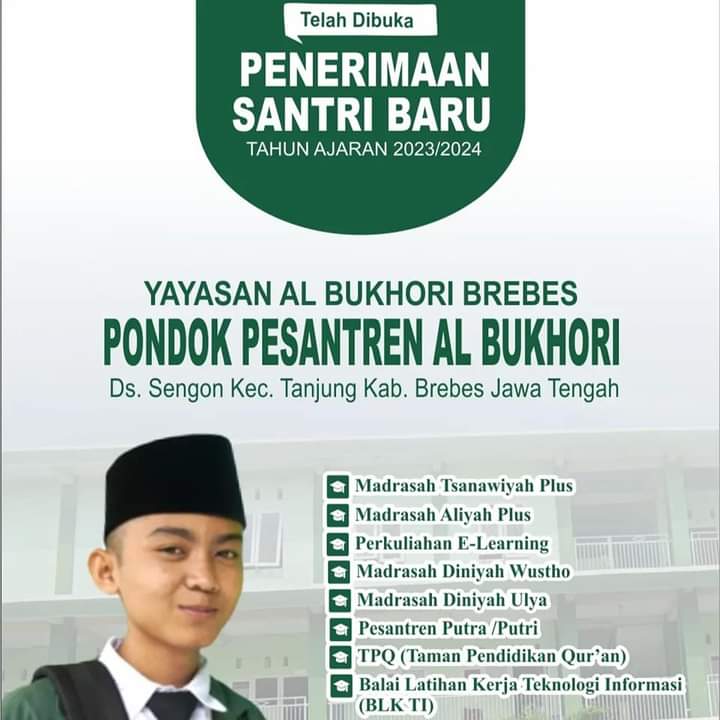 Telah Dibuka
PENERIMAAN
SANTRI BARU
TAHUN AJARAN 2023/2024
YAYASAN AL BUKHORI BREBES
PONDOK PESANTREN AL BUKHORI
Ds. Sengon Kec. Tanjung Kab. Brebes Jawa Tengah
Madrasah Tsanawiyah Plus
Madrasah Aliyah Plus
Perkuliahan E-Learning
Madrasah Diniyah Wustho
Madrasah Diniyah Ulya
Pesantren Putra /Putri
TPQ (Taman Pendidikan Qur'an)
Balai Latihan Kerja Teknologi Informasi
(BLK TI)